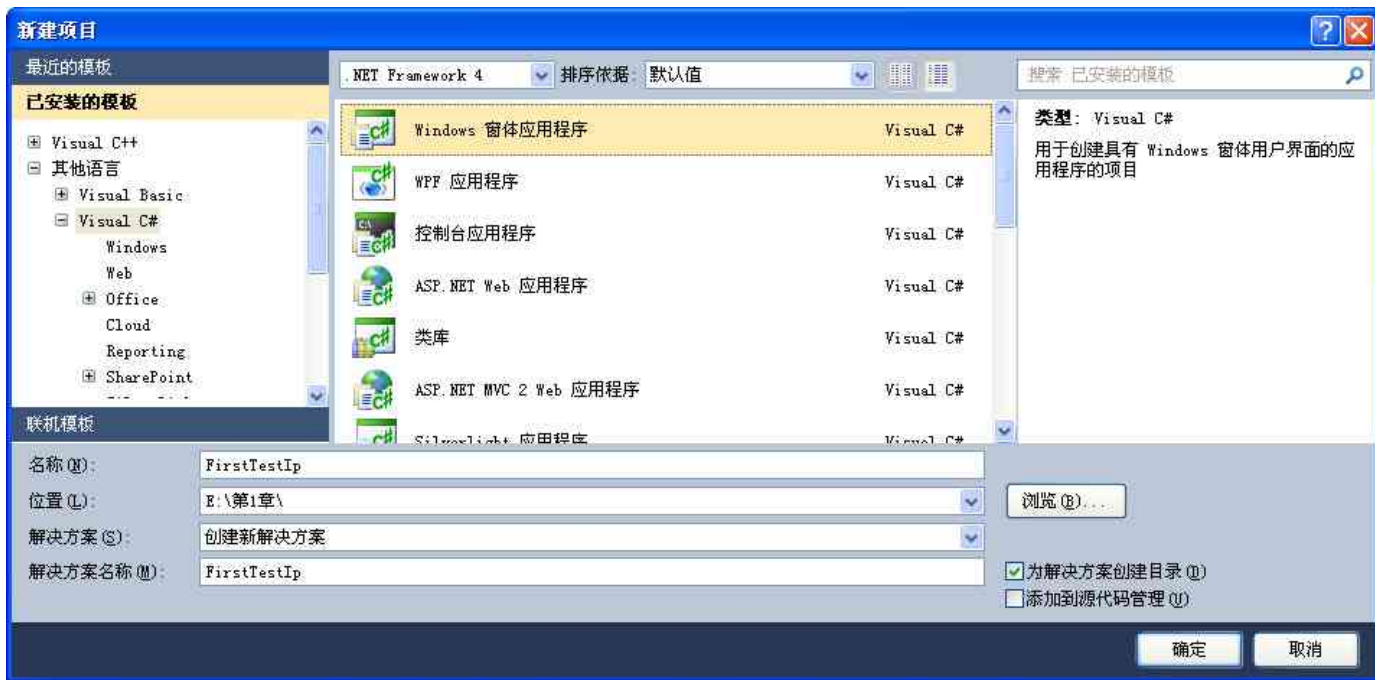 新建项目
最近的模板
已安装的模板
Visual C++
其他语言
Visual Basic
Visual C#
Windows
Web
Office
Cloud
Reporting
SharePoint
联机模板
.NET Framework 4 排序依据: 默认值
Windows 窗体应用程序 Visual C#
WPF 应用程序 Visual C#
控制台应用程序 Visual C#
ASP.NET Web 应用程序 Visual C#
类库 Visual C#
ASP.NET MVC 2 Web 应用程序 Visual C#
Silverlight 应用程序 Visual C#
搜索 已安装的模板
类型: Visual C#
用于创建具有 Windows 窗体用户界面的应
用程序的项目
名称(N): FirstTestIp
位置(L): E:\第1章\ 浏览(B)...
解决方案(S): 创建新解决方案
解决方案名称(M): FirstTestIp
为解决方案创建目录(D)
添加到源代码管理(U)
确定 取消